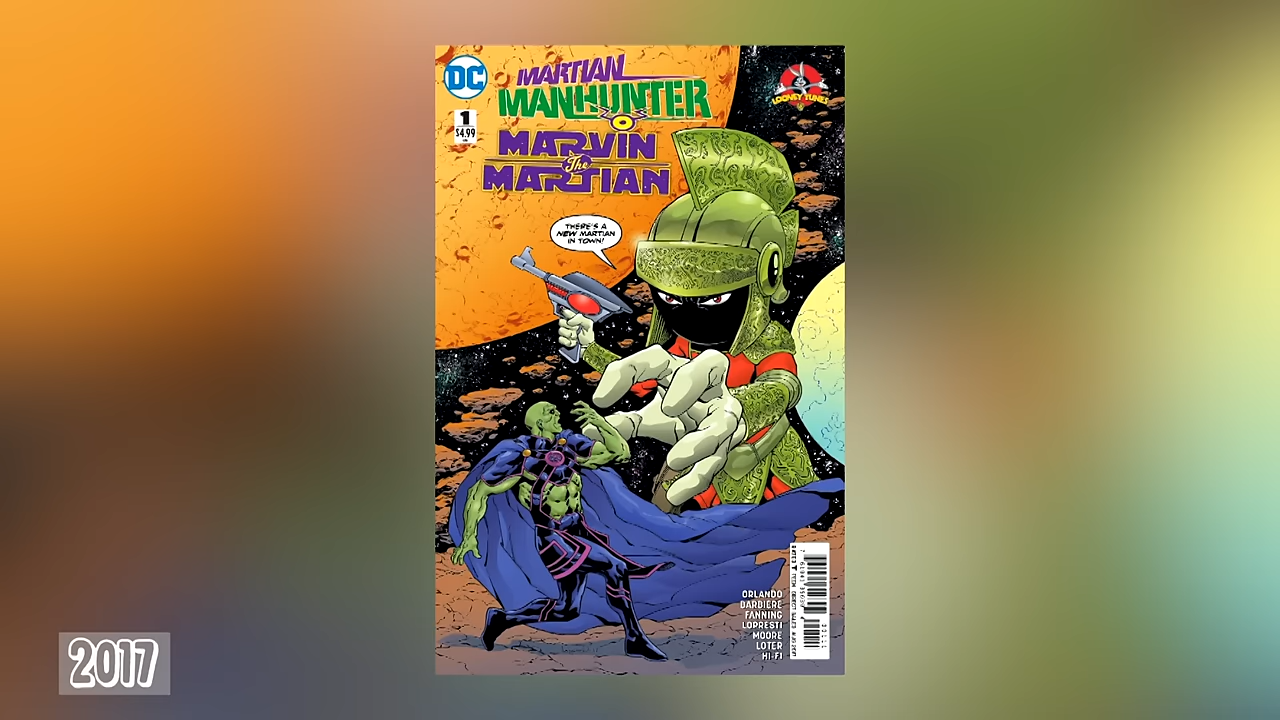 DC
MARTIAN
MANHUNTER
1
$4.99
MARVIN
The
MARTIAN
LOONEY TUNES
THERE'S A
NEW MARTIAN
IN TOWN!
ORLANDO
BARBIERE
FANNING
LOPRESTI
MOORE
LOTER
HI-FI
2017